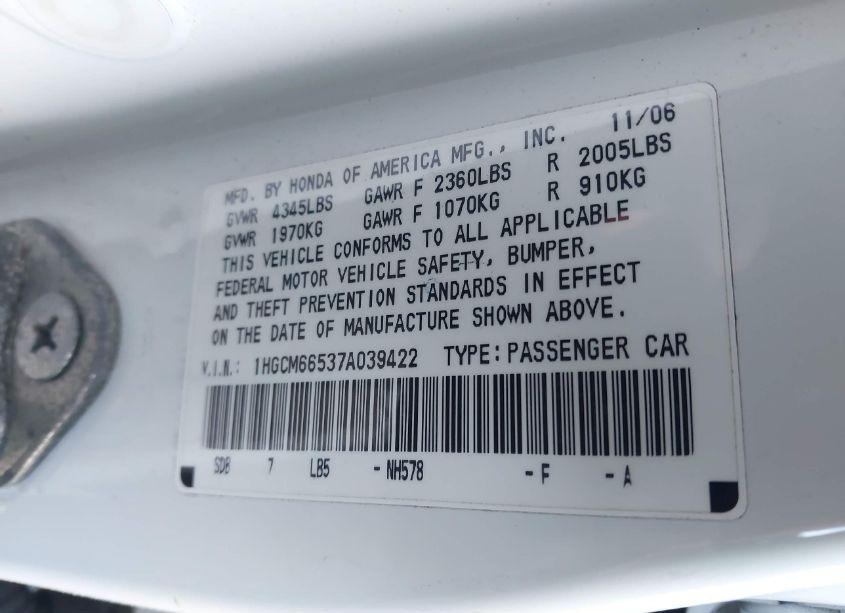 MFD. BY HONDA OF AMERICA MFG., INC. 11/06
GVWR 4345LBS GAWR F 2360LBS R 2005LBS
GVWR 1970KG GAWR F 1070KG R 910KG
THIS VEHICLE CONFORMS TO ALL APPLICABLE
FEDERAL MOTOR VEHICLE SAFETY, BUMPER,
AND THEFT PREVENTION STANDARDS IN EFFECT
ON THE DATE OF MANUFACTURE SHOWN ABOVE.
V.I.N.: 1HGCM66537A039422 TYPE:PASSENGER CAR
SDB 7 LB5 -NH578 -F -A